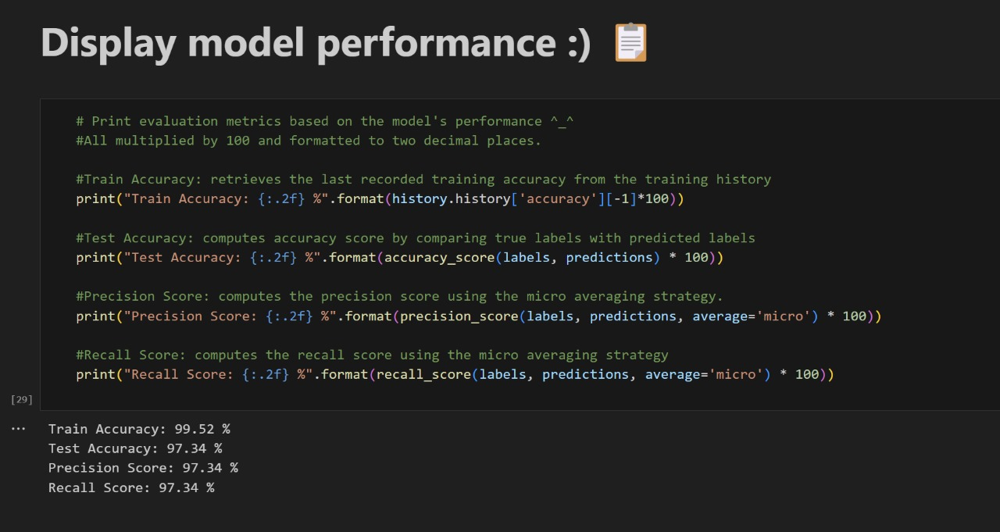 Display model performance :) 📋
# Print evaluation metrics based on the model's performance ^_^
#All multiplied by 100 and formatted to two decimal places.
#Train Accuracy: retrieves the last recorded training accuracy from the training history
print("Train Accuracy: {:.2f} %".format(history.history['accuracy'][-1]*100))
#Test Accuracy: computes accuracy score by comparing true labels with predicted labels
print("Test Accuracy: {:.2f} %".format(accuracy_score(labels, predictions) * 100))
#Precision Score: computes the precision score using the micro averaging strategy.
print("Precision Score: {:.2f} %".format(precision_score(labels, predictions, average='micro') * 100))
#Recall Score: computes the recall score using the micro averaging strategy
print("Recall Score: {:.2f} %".format(recall_score(labels, predictions, average='micro') * 100))
[29]
... Train Accuracy: 99.52 %
Test Accuracy: 97.34 %
Precision Score: 97.34 %
Recall Score: 97.34 %